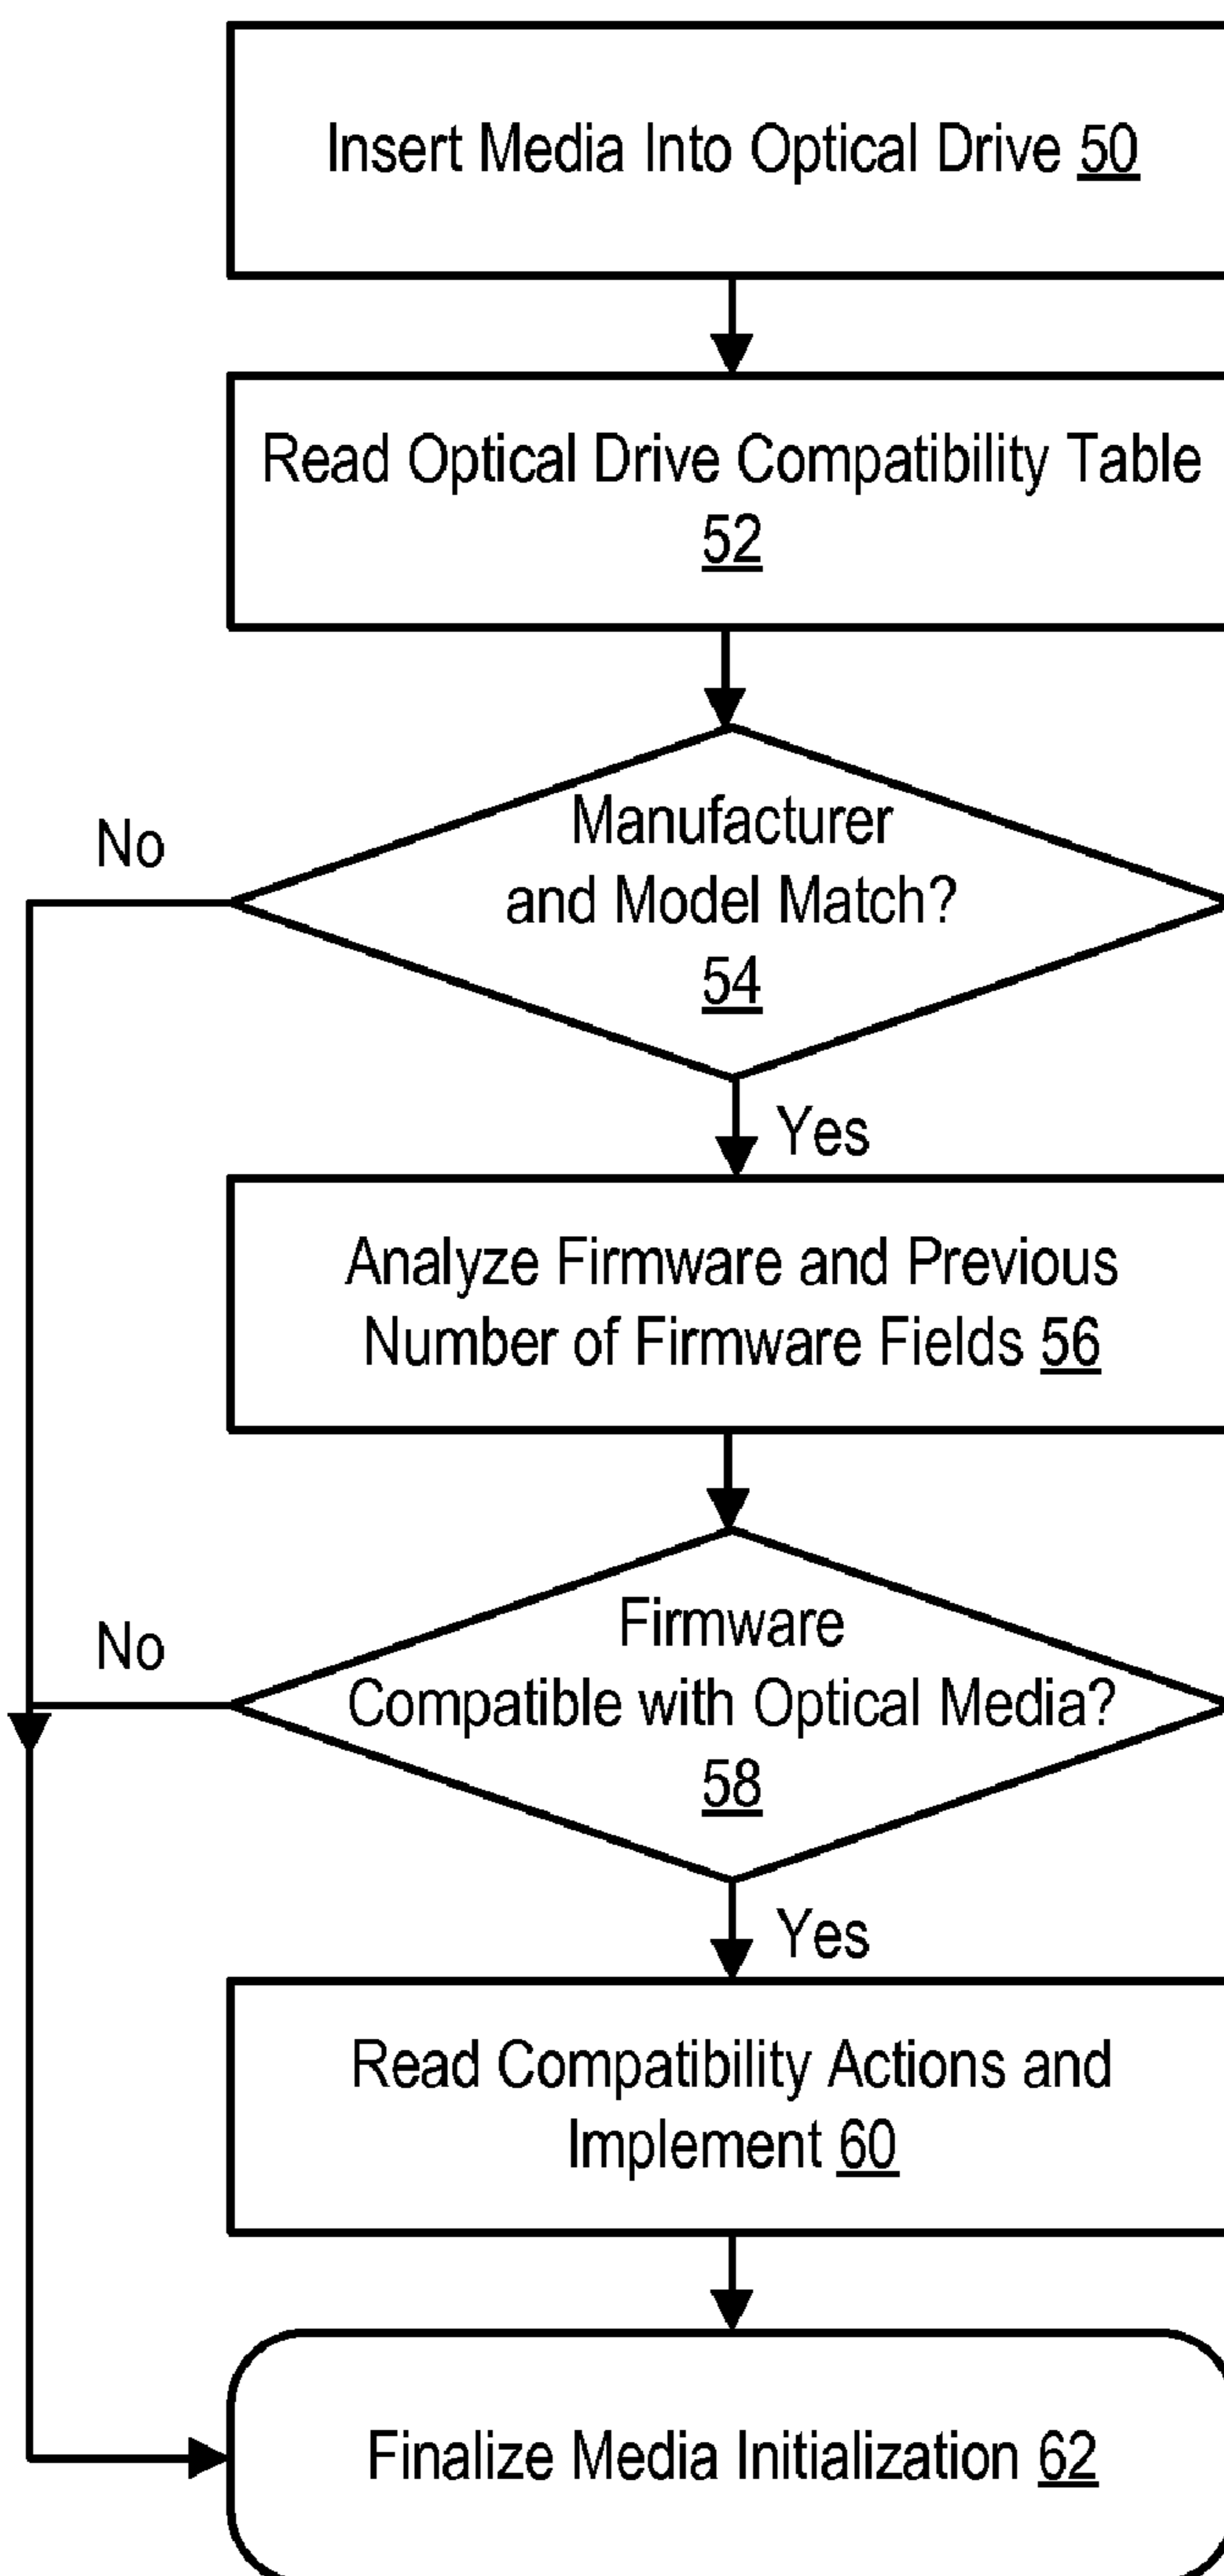 Insert Media Into Optical Drive 50
Read Optical Drive Compatibility Table
52
Manufacturer
and Model Match?
54
No
Yes
Analyze Firmware and Previous
Number of Firmware Fields 56
Firmware
Compatible with Optical Media?
58
No
Yes
Read Compatibility Actions and
Implement 60
Finalize Media Initialization 62